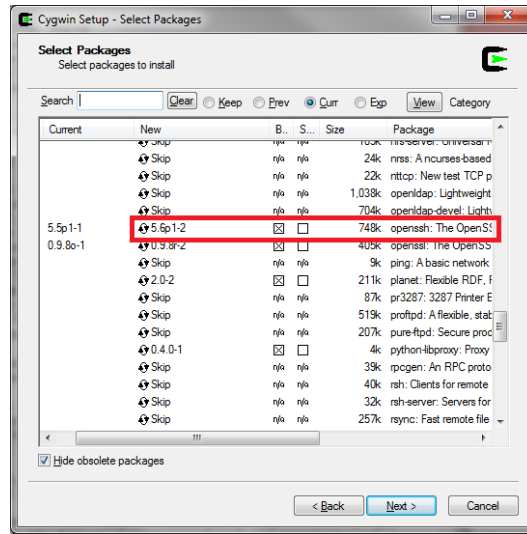 Cygwin Setup - Select Packages
Select Packages
Select packages to install
Search Clear Keep Prev Curr Exp View Category
Current New B.. S... Size Package
Skip n/a n/a 24k nrss: A ncurses-based
Skip n/a n/a 22k nttcp: New test TCP p
Skip n/a n/a 1,038k openldap: Lightweight
Skip n/a n/a 704k openldap-devel: Lightw
5.5p1-1 5.6p1-2 748k openssh: The OpenSS
0.9.8o-1 0.9.8r-2 405k openssl: The OpenSS
Skip n/a n/a 9k ping: A basic network
2.0-2 211k planet: Flexible RDF, F
Skip n/a n/a 87k pr3287: 3287 Printer E
Skip n/a n/a 519k proftpd: A flexible, stab
Skip n/a n/a 207k pure-ftpd: Secure proc
0.4.0-1 4k python-libproxy: Proxy
Skip n/a n/a 39k rpcgen: An RPC proto
Skip n/a n/a 40k rsh: Clients for remote
Skip n/a n/a 32k rsh-server: Servers for
Skip n/a n/a 257k rsync: Fast remote file
Hide obsolete packages
< Back Next > Cancel